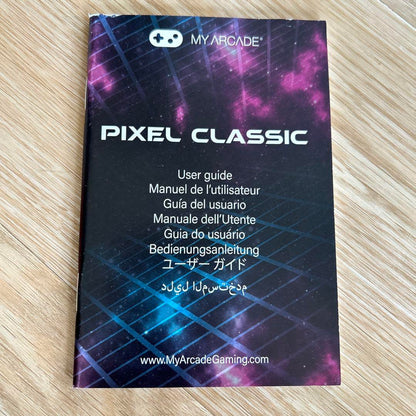 MY ARCADE®
PIXEL CLASSIC
User guide
Manuel de l'utilisateur
Guía del usuario
Manuale dell'Utente
Guia do usuário
Bedienungsanleitung
ユーザー ガイド
دليل المستخدم
www.MyArcadeGaming.com